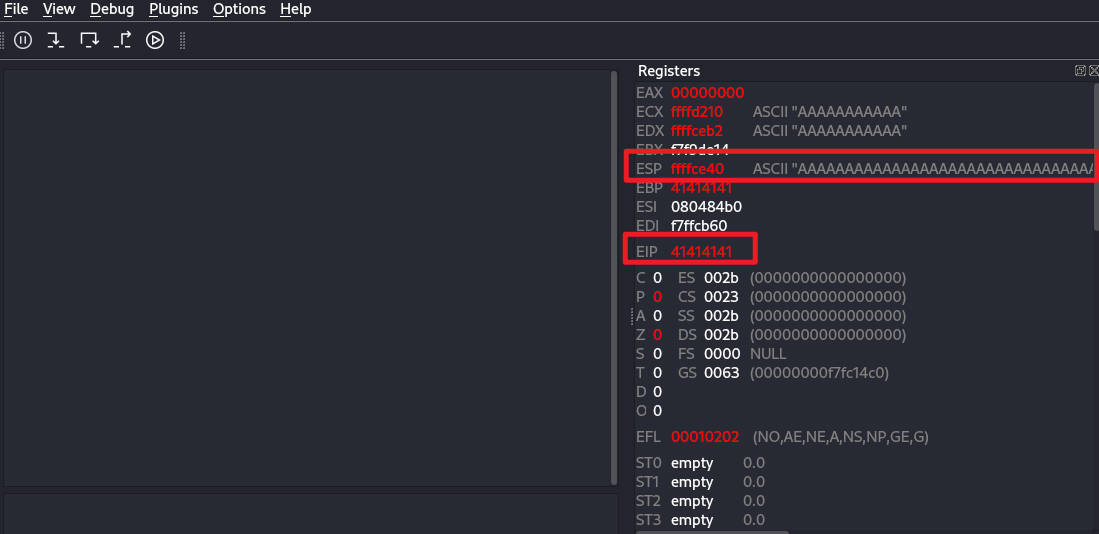 File View Debug Plugins Options Help
Registers
EAX 00000000
ECX ffffd210 ASCII "AAAAAAAAAAA"
EDX ffffceb2 ASCII "AAAAAAAAAAA"
EBX f7f9de14
ESP ffffce40 ASCII "AAAAAAAAAAAAAAAAAAAAAAAAAAAAAAAA
EBP 41414141
ESI 080484b0
EDI f7ffcb60
EIP 41414141
C 0 ES 002b (0000000000000000)
P 0 CS 0023 (0000000000000000)
A 0 SS 002b (0000000000000000)
Z 0 DS 002b (0000000000000000)
S 0 FS 0000 NULL
T 0 GS 0063 (00000000f7fc14c0)
D 0
O 0
EFL 00010202 (NO,AE,NE,A,NS,NP,GE,G)
ST0 empty 0.0
ST1 empty 0.0
ST2 empty 0.0
ST3 empty 0.0